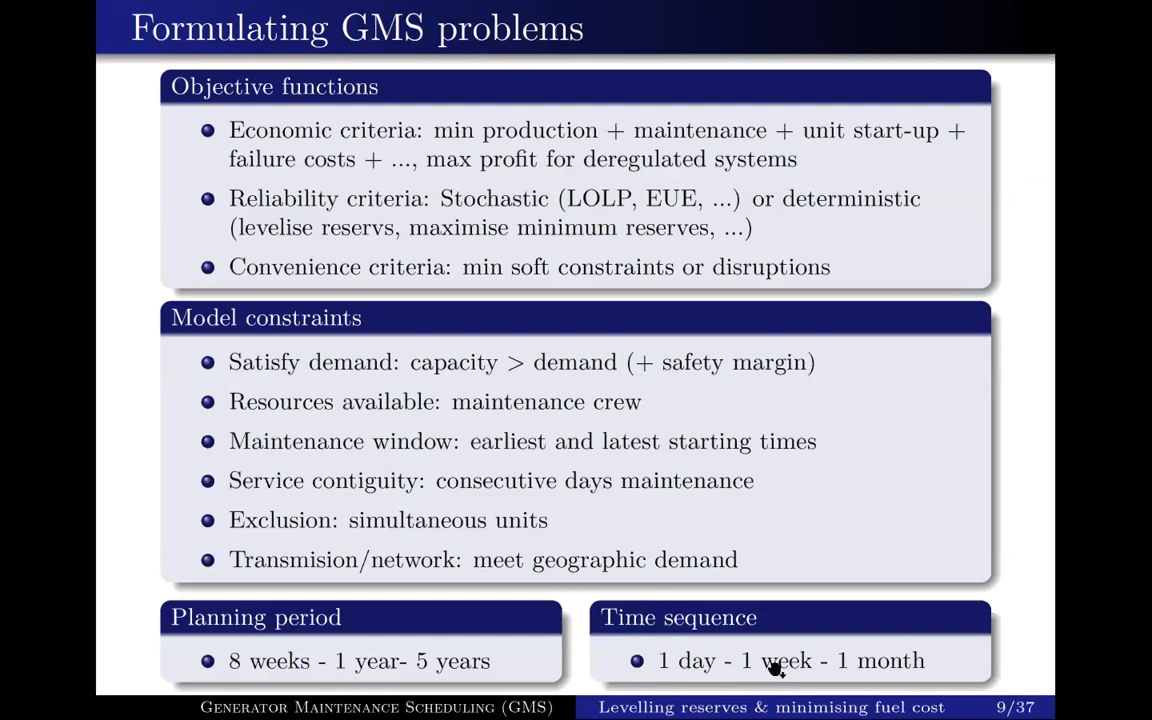 Formulating GMS problems
Objective functions
Economic criteria: min production + maintenance + unit start-up +
failure costs + ..., max profit for deregulated systems
Reliability criteria: Stochastic (LOLP, EUE, ...) or deterministic
(levelise reservs, maximise minimum reserves, ...)
Convenience criteria: min soft constraints or disruptions
Model constraints
Satisfy demand: capacity > demand (+ safety margin)
Resources available: maintenance crew
Maintenance window: earliest and latest starting times
Service contiguity: consecutive days maintenance
Exclusion: simultaneous units
Transmision/network: meet geographic demand
Planning period
8 weeks - 1 year- 5 years
Time sequence
1 day - 1 week - 1 month
Generator Maintenance Scheduling (GMS)
Levelling reserves & minimising fuel cost
9/37